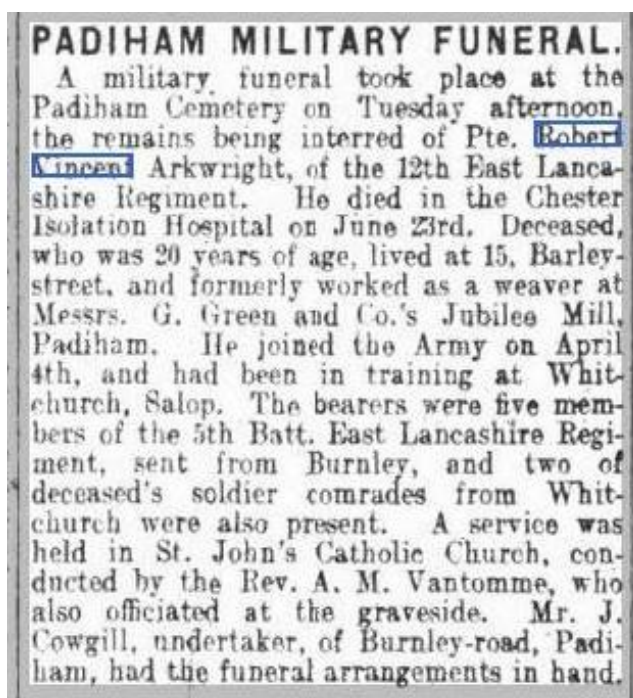 PADIHAM MILITARY FUNERAL.
A military funeral took place at the
Padiham Cemetery on Tuesday afternoon,
the remains being interred of Pte. Robert
Vincent Arkwright, of the 12th East Lanca-
shire Regiment. He died in the Chester
Isolation Hospital on June 23rd. Deceased,
who was 20 years of age, lived at 15, Barley-
street, and formerly worked as a weaver at
Messrs. G. Green and Co.'s Jubilee Mill,
Padiham. He joined the Army on April
4th, and had been in training at Whit-
church, Salop. The bearers were five mem-
bers of the 5th Batt. East Lancashire Regi-
ment, sent from Burnley, and two of
deceased's soldier comrades from Whit-
church were also present. A service was
held in St. John's Catholic Church, con-
ducted by the Rev. A. M. Vantomme, who
also officiated at the graveside. Mr. J.
Cowgill, undertaker, of Burnley-road, Padi-
ham, had the funeral arrangements in hand.